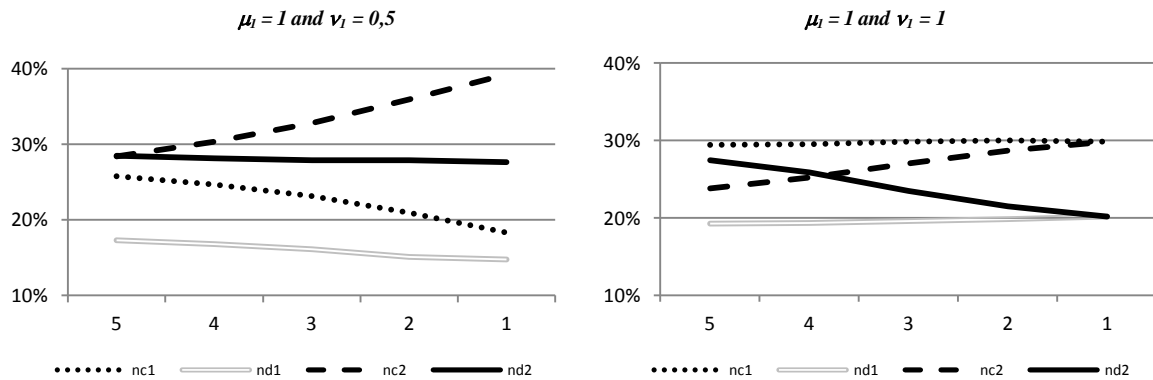 μ₁ = 1 and ν₁ = 0,5
40%
30%
20%
10%
5 4 3 2 1
nc1 nd1 nc2 nd2
μ₁ = 1 and ν₁ = 1
40%
30%
20%
10%
5 4 3 2 1
nc1 nd1 nc2 nd2